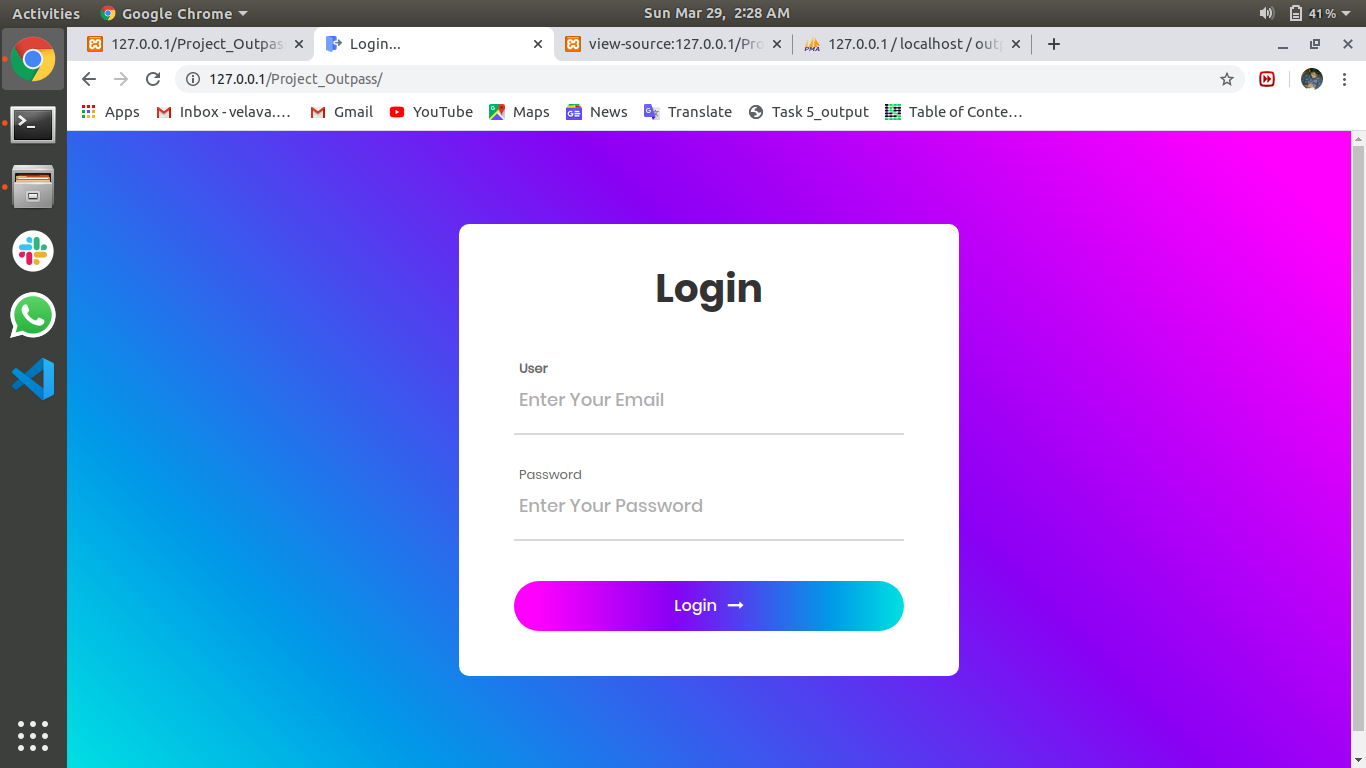 Activities Google Chrome Sun Mar 29, 2:28 AM 41%
127.0.0.1/Project_Outpas Login... view-source:127.0.0.1/Pro 127.0.0.1 / localhost / outp
127.0.0.1/Project_Outpass/
Apps Inbox - velava.… Gmail YouTube Maps News Translate Task 5_output Table of Conte…
Login
User
Enter Your Email
Password
Enter Your Password
Login